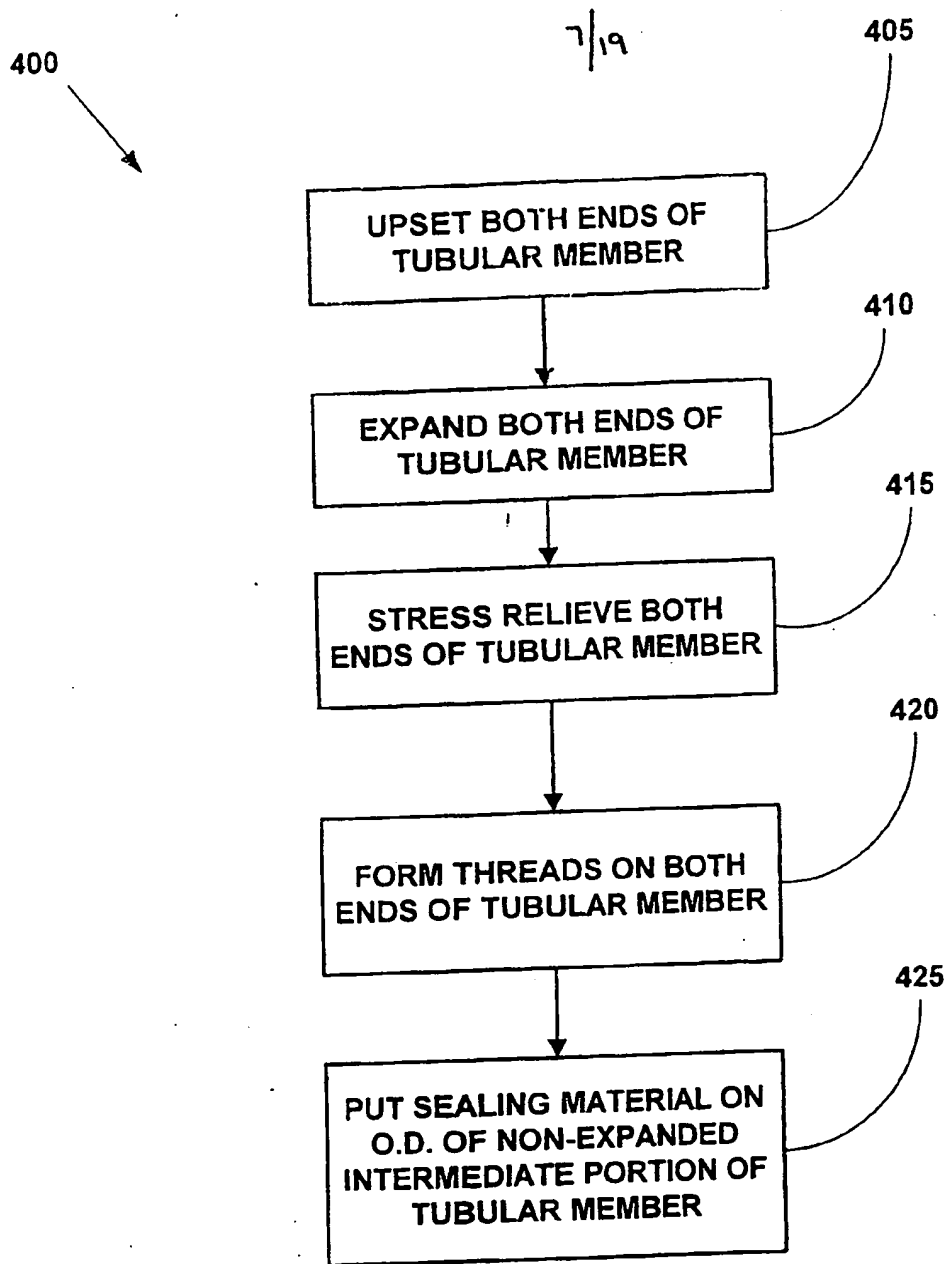 7/19
400
405
UPSET BOTH ENDS OF
TUBULAR MEMBER
410
EXPAND BOTH ENDS OF
TUBULAR MEMBER
415
STRESS RELIEVE BOTH
ENDS OF TUBULAR MEMBER
420
FORM THREADS ON BOTH
ENDS OF TUBULAR MEMBER
425
PUT SEALING MATERIAL ON
O.D. OF NON-EXPANDED
INTERMEDIATE PORTION OF
TUBULAR MEMBER